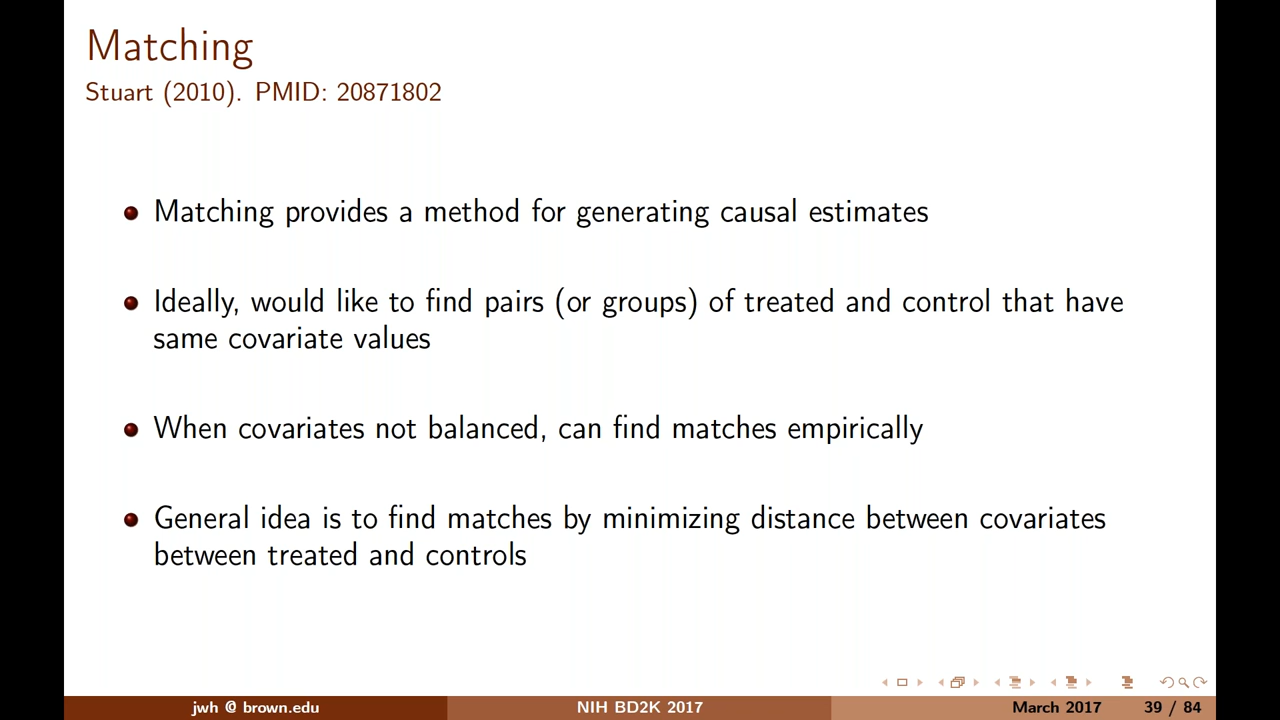 Matching
Stuart (2010). PMID: 20871802
Matching provides a method for generating causal estimates
Ideally, would like to find pairs (or groups) of treated and control that have
same covariate values
When covariates not balanced, can find matches empirically
General idea is to find matches by minimizing distance between covariates
between treated and controls
jwh @ brown.edu NIH BD2K 2017 March 2017 39 / 84